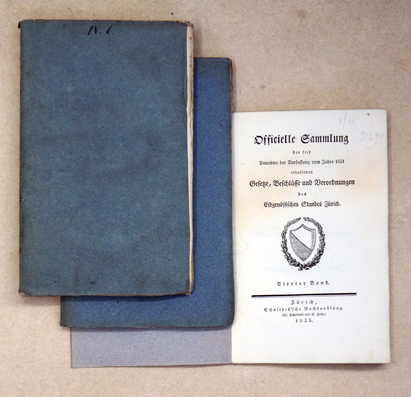 IV. 6.
Officielle Sammlung
der seit
Annahme der Verfassung vom Jahre 1831
erlassenen
Gesetze, Beschlüsse und Verordnungen
des
Eidgenössischen Standes Zürich.
Vierter Band.
Zürich,
Schulthess'sche Buchhandlung.